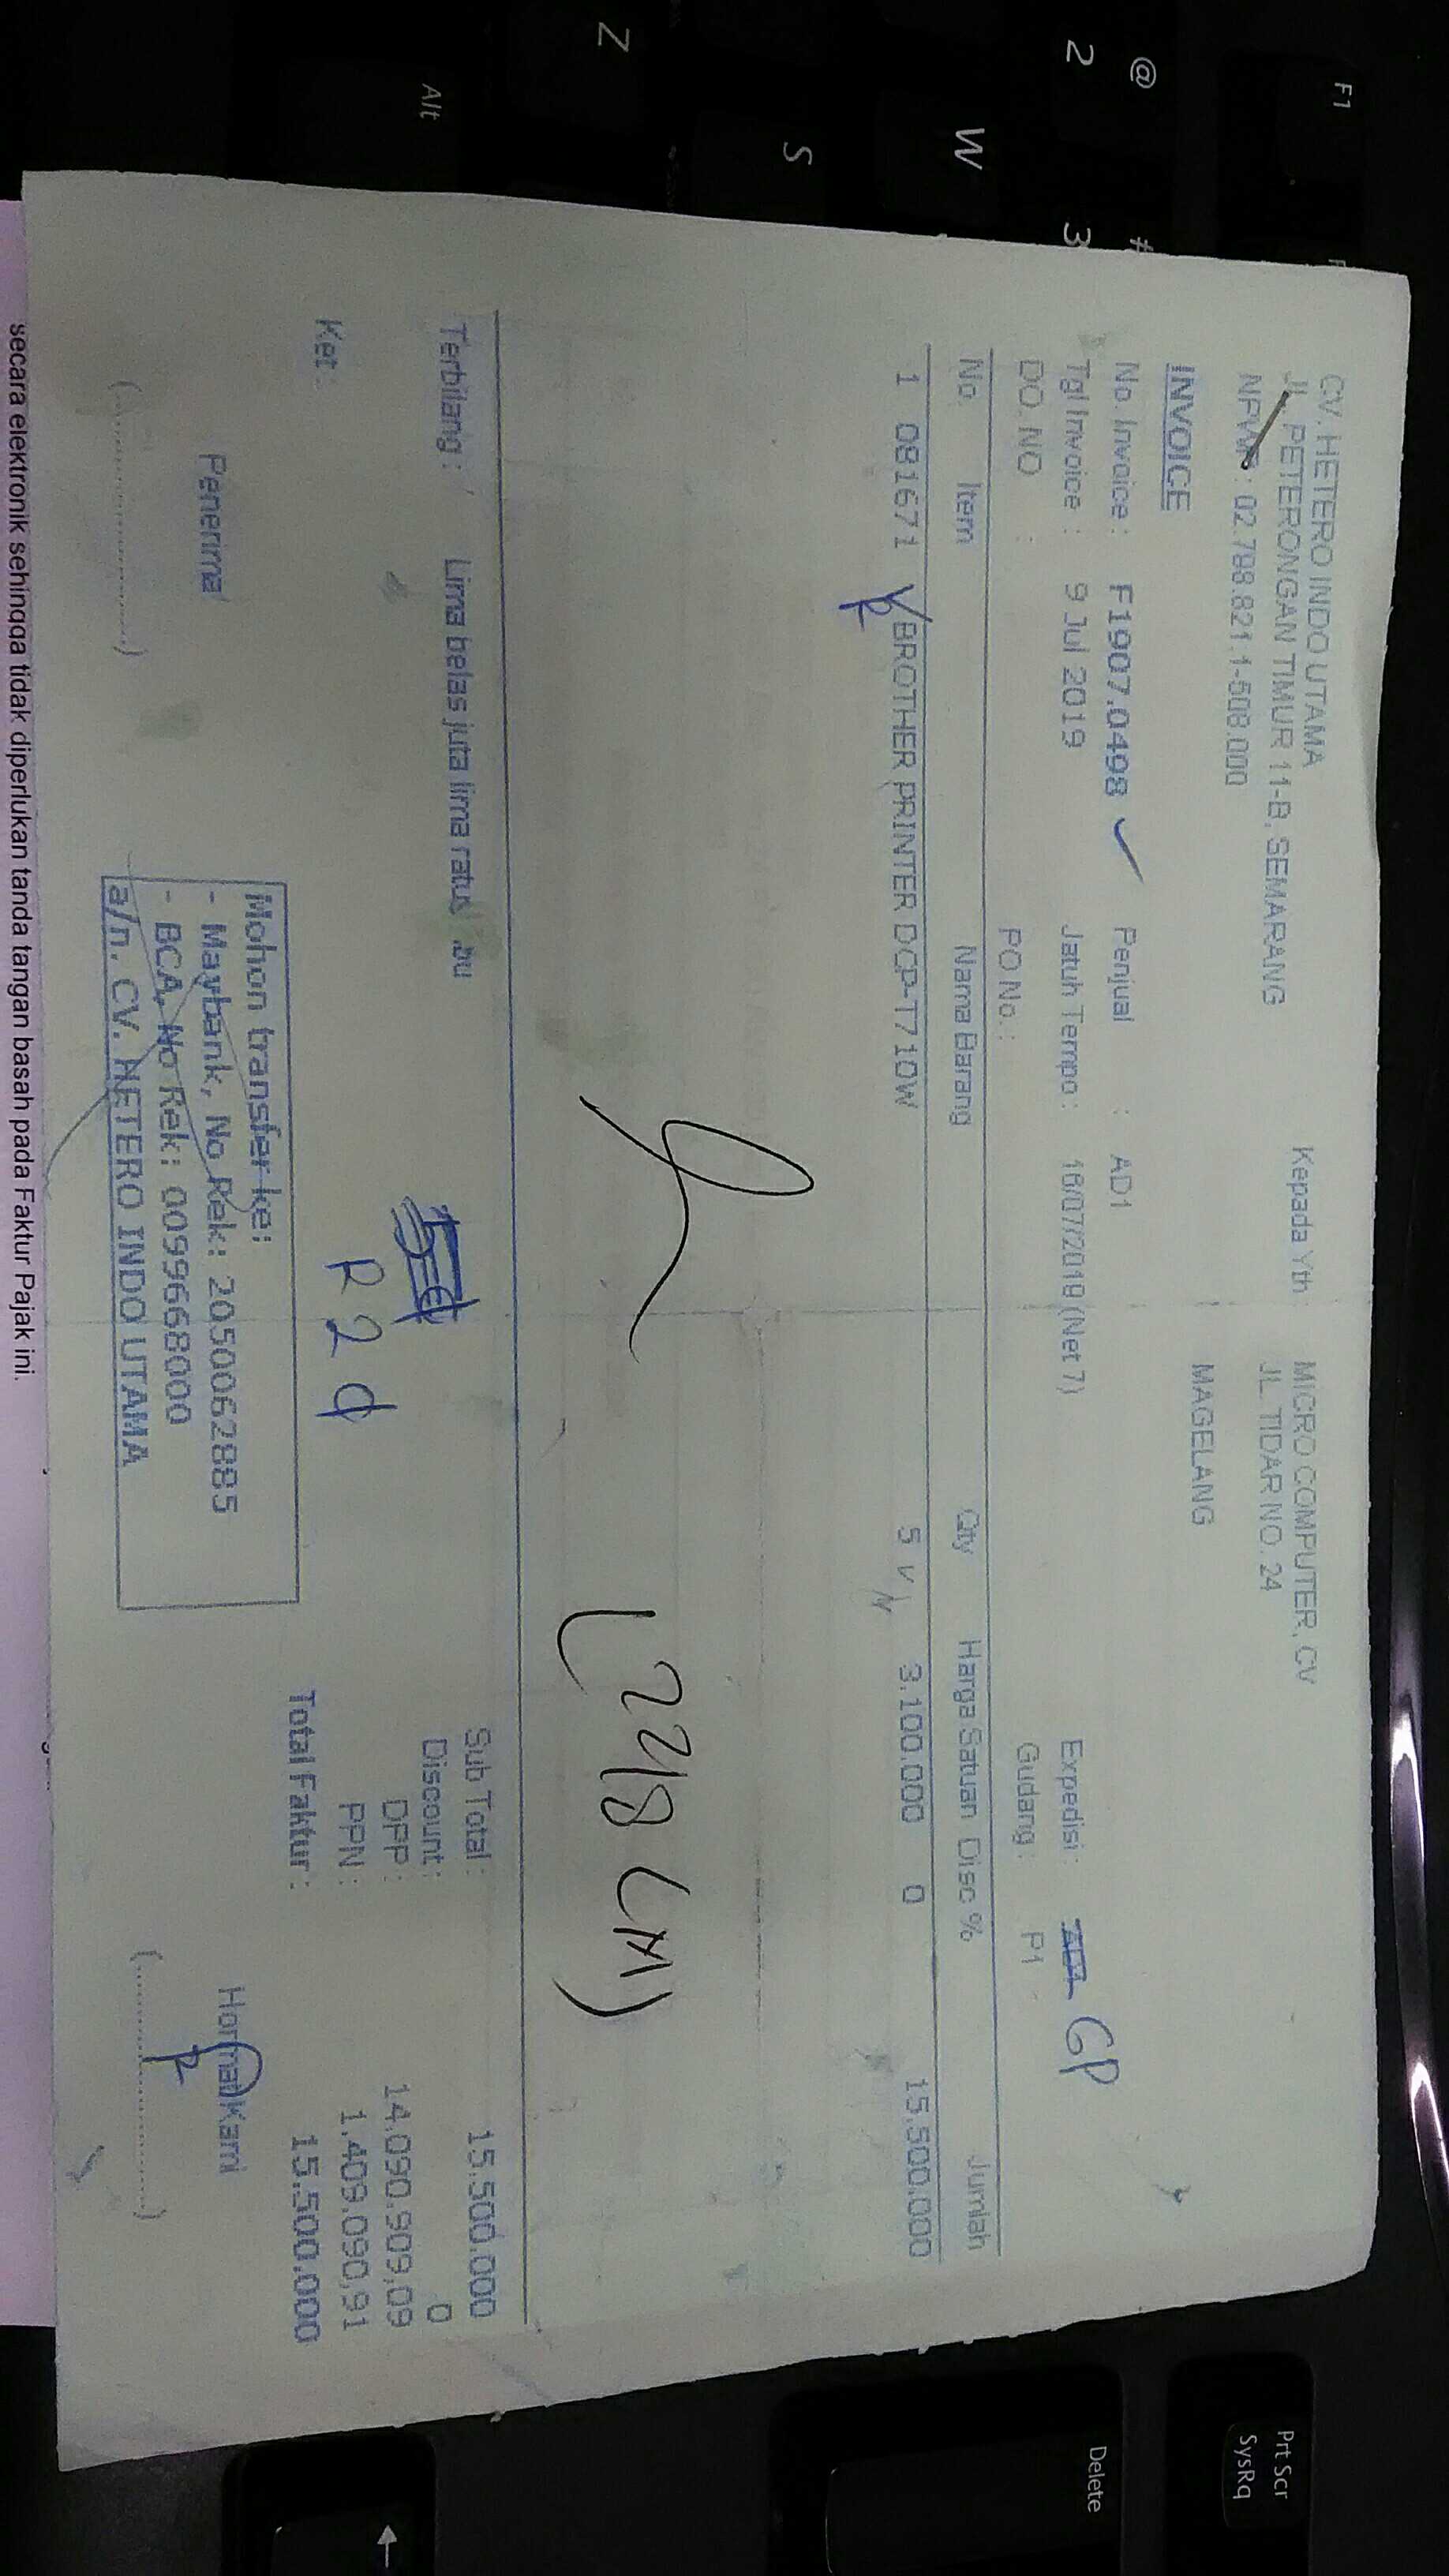 CV. HETERO INDO UTAMA
JL. PETERONGAN TIMUR 11-B, SEMARANG
NPWP : 02.788.821.1-508.000
Kepada Yth :
MICRO COMPUTER, CV
JL. TIDAR NO. 24
MAGELANG
INVOICE
No. Invoice : F1907.0498
Penjual : AD1
Tgl Invoice : 9 Jul 2019
Jatuh Tempo : 16/07/2019 (Net 7)
Expedisi : GP
DO. NO :
PO No. :
Gudang : P1
No. Item Nama Barang Qty Harga Satuan Disc % Jumlah
1 081671 BROTHER PRINTER DCP-T710W 5 3.100.000 0 15.500.000
(2218 CM)
Terbilang : Lima belas juta lima ratus
Ket :
Sub Total : 15.500.000
Discount : 0
DPP : 14.090.909,09
PPN : 1.409.090,91
Total Faktur : 15.500.000
Penerima
(....................)
Mohon transfer ke:
- Maybank, No Rek: 2050062885
- BCA, No Rek: 0099668000
a/n. CV. HETERO INDO UTAMA
Hormat Kami
(....................)
secara elektronik sehingga tidak diperlukan tanda tangan basah pada Faktur Pajak ini.
F1
@
2
#
3
W
S
Z
Alt
Prt Scr
SysRq
Delete
←